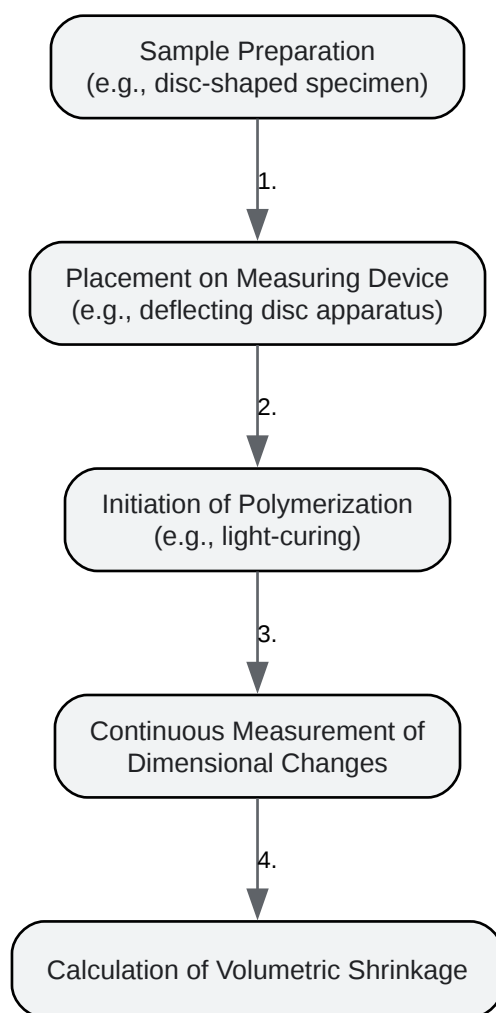 Sample Preparation
(e.g., disc-shaped specimen)
1.
Placement on Measuring Device
(e.g., deflecting disc apparatus)
2.
Initiation of Polymerization
(e.g., light-curing)
3.
Continuous Measurement of
Dimensional Changes
4.
Calculation of Volumetric Shrinkage